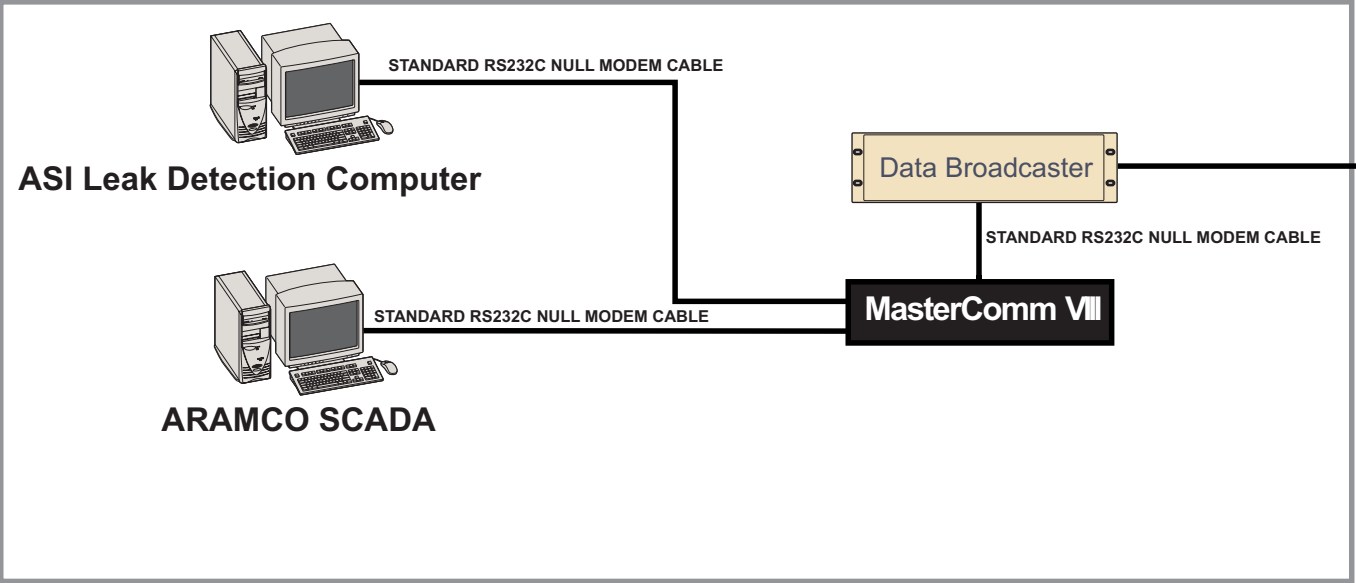 STANDARD RS232C NULL MODEM CABLE
ASI Leak Detection Computer
Data Broadcaster
STANDARD RS232C NULL MODEM CABLE
MasterComm VIII
STANDARD RS232C NULL MODEM CABLE
ARAMCO SCADA